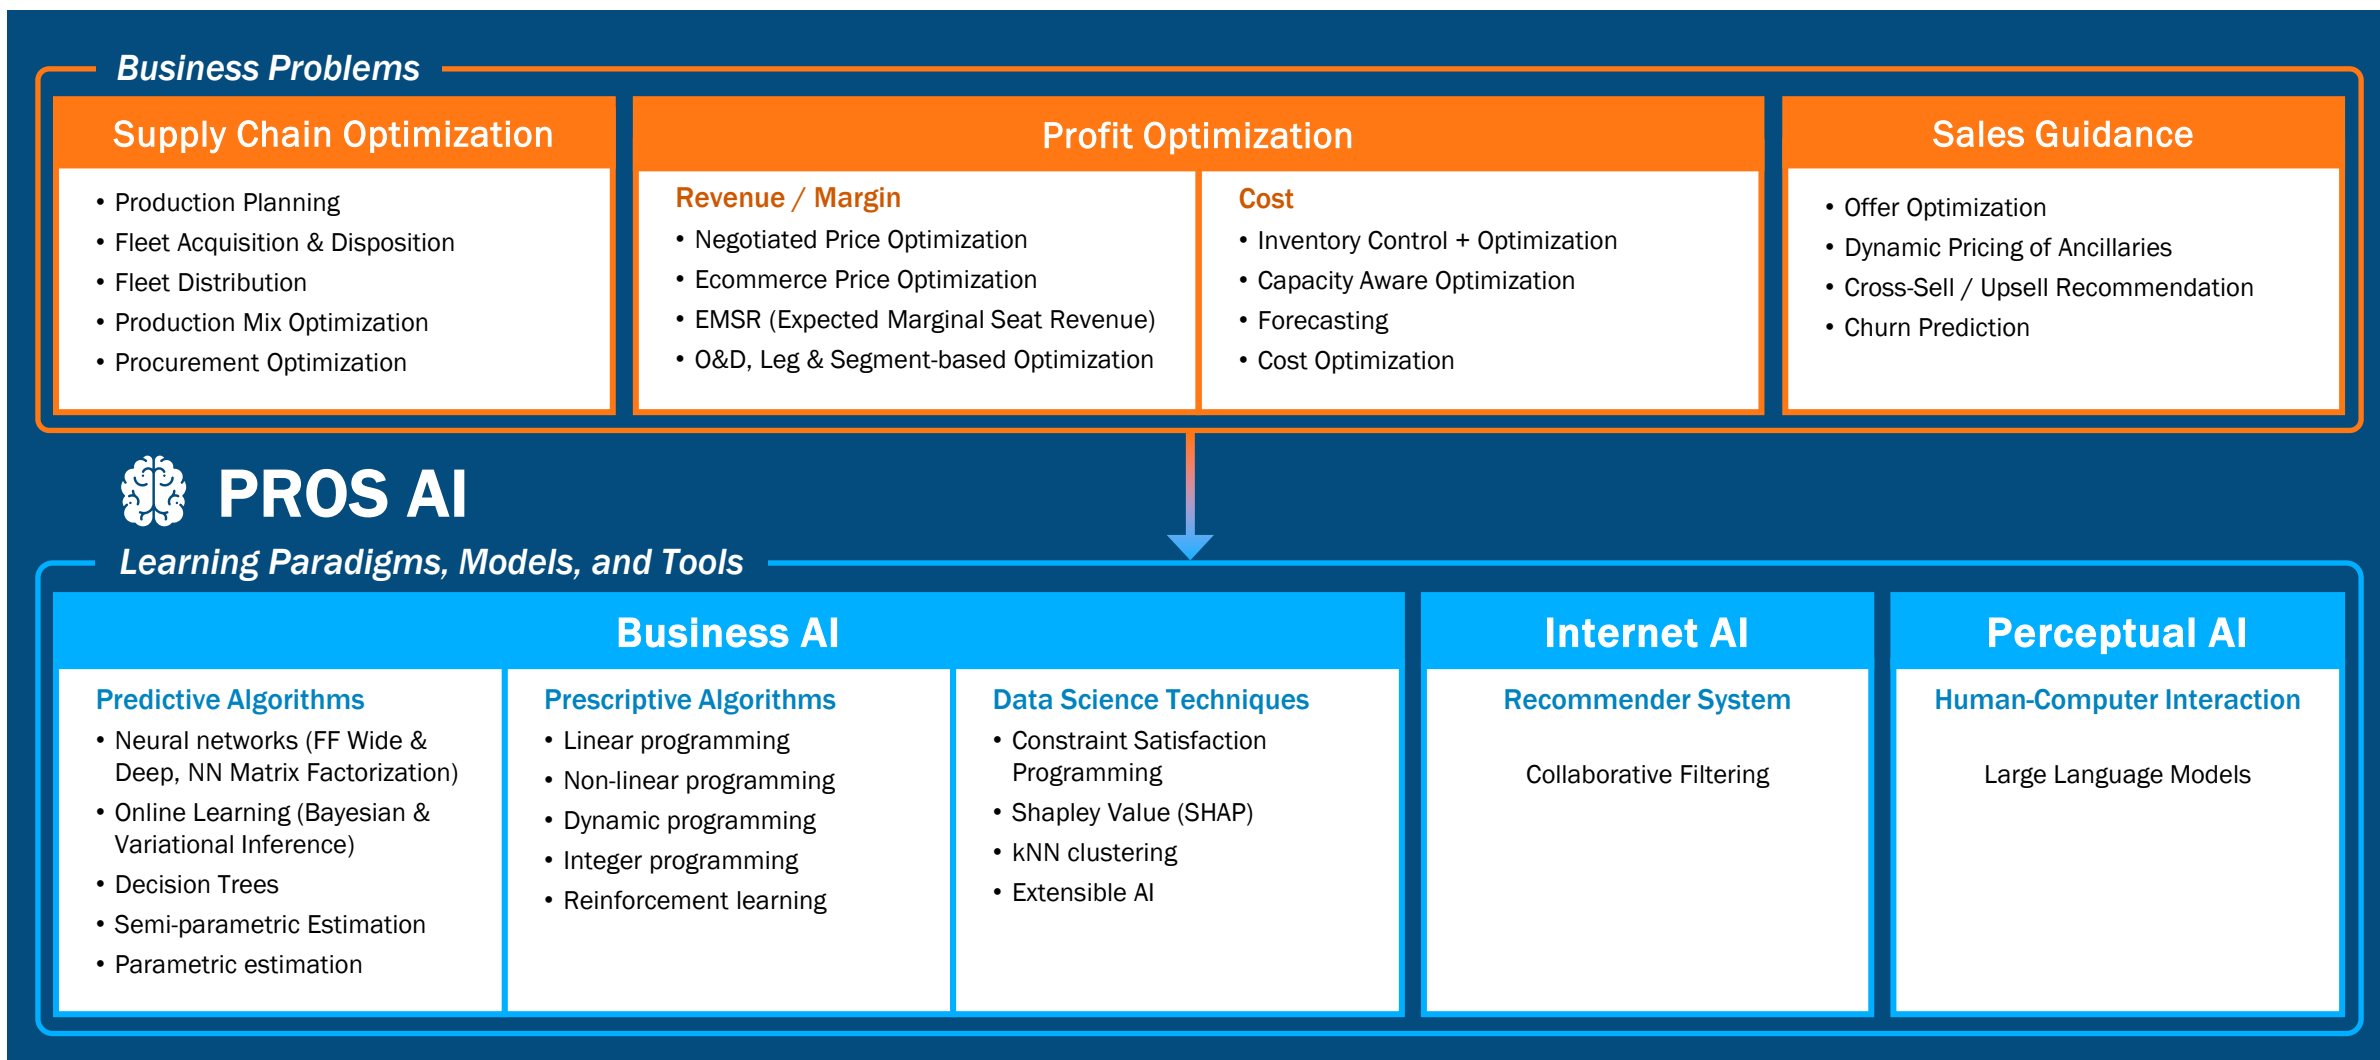 Business Problems
Supply Chain Optimization
• Production Planning
• Fleet Acquisition & Disposition
• Fleet Distribution
• Production Mix Optimization
• Procurement Optimization
Profit Optimization
Revenue / Margin
• Negotiated Price Optimization
• Ecommerce Price Optimization
• EMSR (Expected Marginal Seat Revenue)
• O&D, Leg & Segment-based Optimization
Cost
• Inventory Control + Optimization
• Capacity Aware Optimization
• Forecasting
• Cost Optimization
Sales Guidance
• Offer Optimization
• Dynamic Pricing of Ancillaries
• Cross-Sell / Upsell Recommendation
• Churn Prediction
PROS AI
Learning Paradigms, Models, and Tools
Business AI
Predictive Algorithms
• Neural networks (FF Wide &
Deep, NN Matrix Factorization)
• Online Learning (Bayesian &
Variational Inference)
• Decision Trees
• Semi-parametric Estimation
• Parametric estimation
Prescriptive Algorithms
• Linear programming
• Non-linear programming
• Dynamic programming
• Integer programming
• Reinforcement learning
Data Science Techniques
• Constraint Satisfaction
Programming
• Shapley Value (SHAP)
• kNN clustering
• Extensible AI
Internet AI
Recommender System
Collaborative Filtering
Perceptual AI
Human-Computer Interaction
Large Language Models